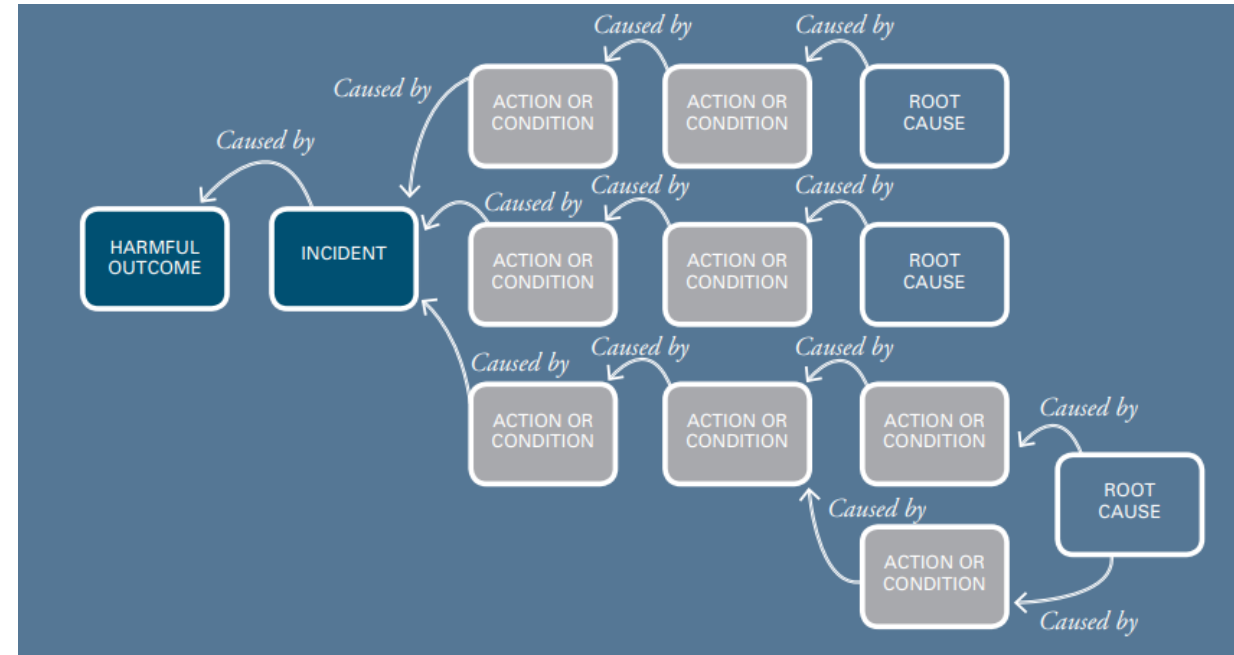 Caused by
Caused by
Caused by
Caused by
ACTION OR
CONDITION
ACTION OR
CONDITION
ROOT
CAUSE
Caused by
Caused by
Caused by
HARMFUL
OUTCOME
INCIDENT
ACTION OR
CONDITION
ACTION OR
CONDITION
ROOT
CAUSE
Caused by
Caused by
Caused by
ACTION OR
CONDITION
ACTION OR
CONDITION
ACTION OR
CONDITION
Caused by
ROOT
CAUSE
Caused by
ACTION OR
CONDITION
Caused by